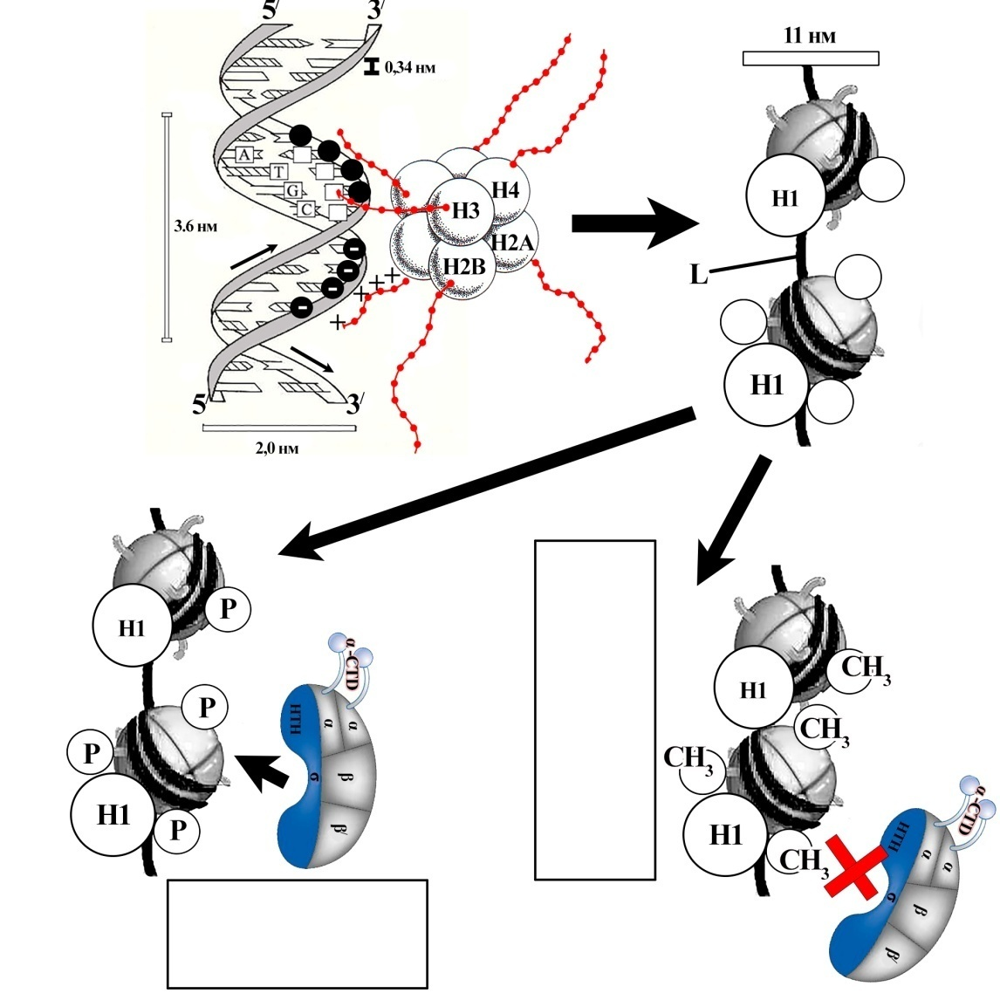 5/ 3/
0,34 нм
A
T
G
C
3.6 нм
5/ 3/
2,0 нм
H4
H3
H2A
H2B
+ + + +
- - - -
11 нм
H1
L
H1
H1
P
P
P
H1
P
α-CTD
HTH
α
α
σ
β
β'
H1
CH3
CH3
CH3
H1
CH3
α-CTD
HTH
α
α
σ
β
β'